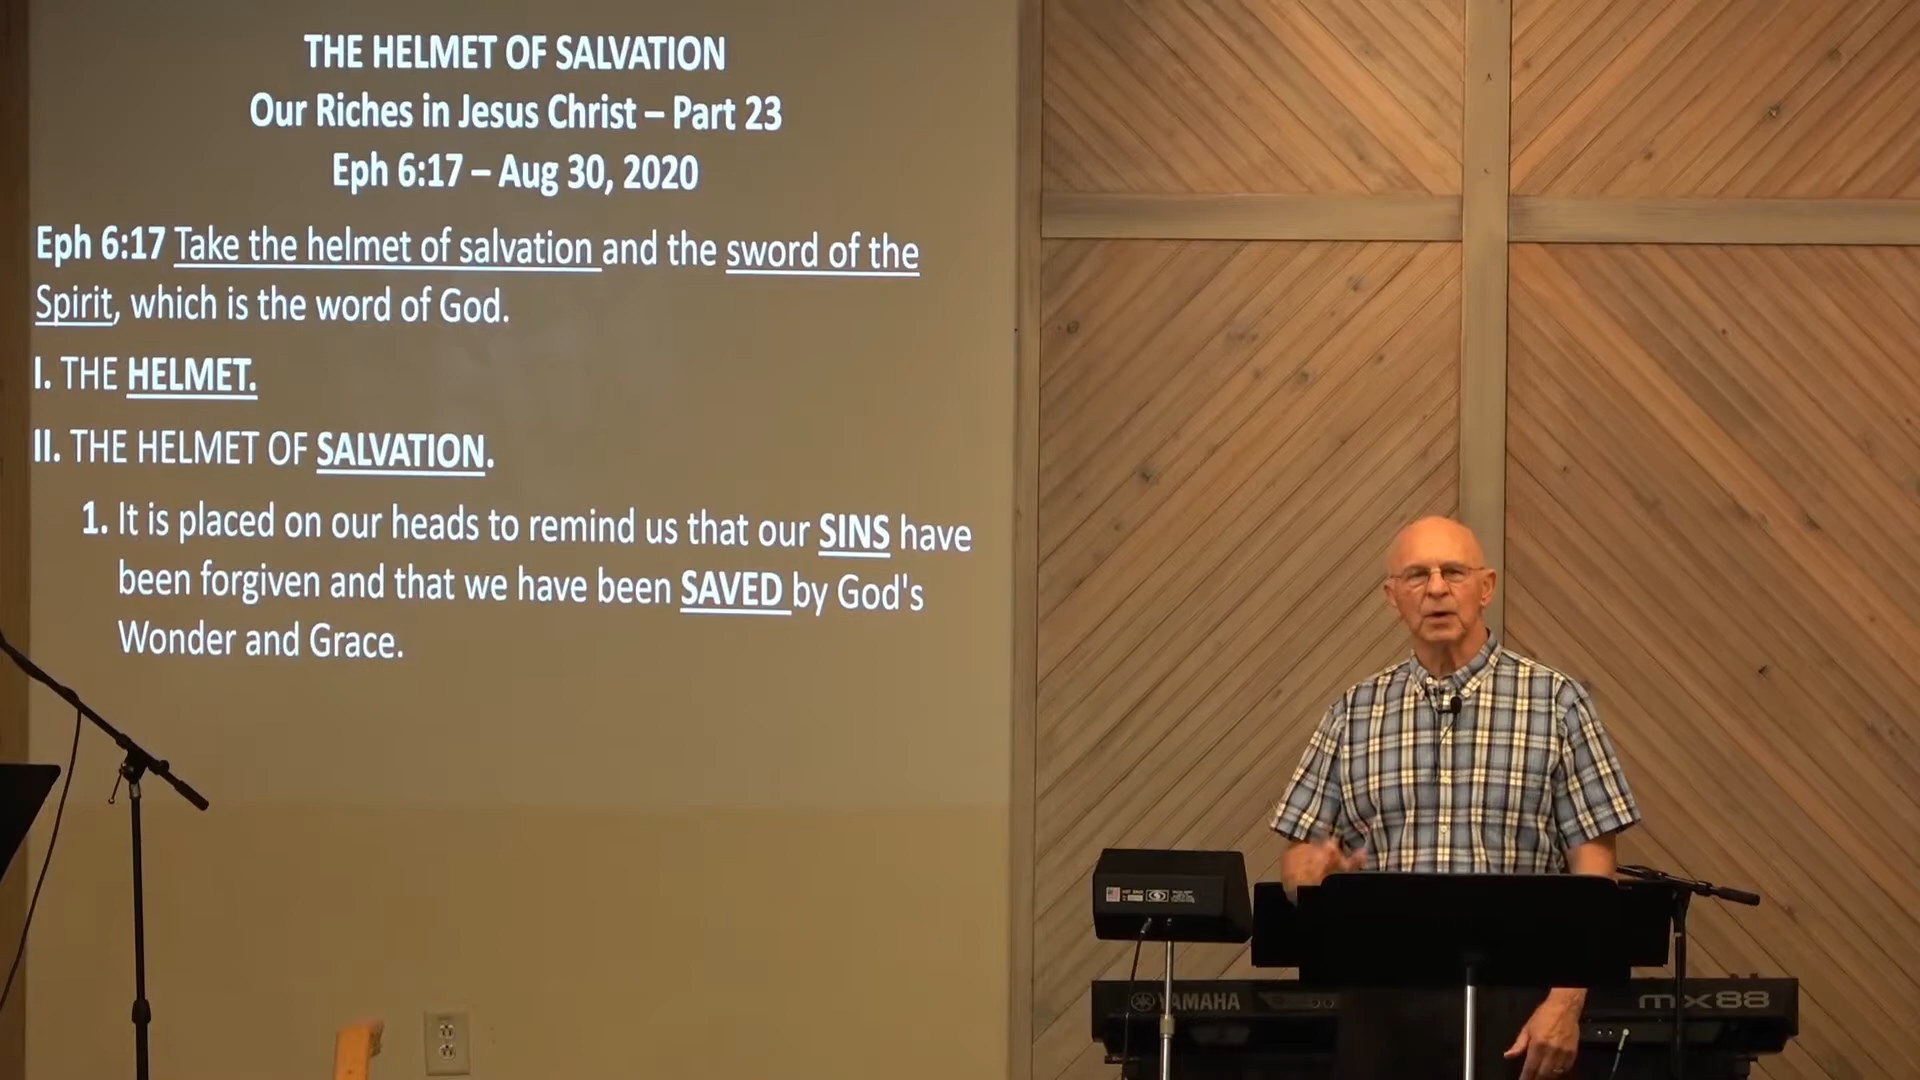 THE HELMET OF SALVATION
Our Riches in Jesus Christ – Part 23
Eph 6:17 – Aug 30, 2020
Eph 6:17 Take the helmet of salvation and the sword of the
Spirit, which is the word of God.
I. THE HELMET.
II. THE HELMET OF SALVATION.
1. It is placed on our heads to remind us that our SINS have
been forgiven and that we have been SAVED by God's
Wonder and Grace.
YAMAHA
MX88